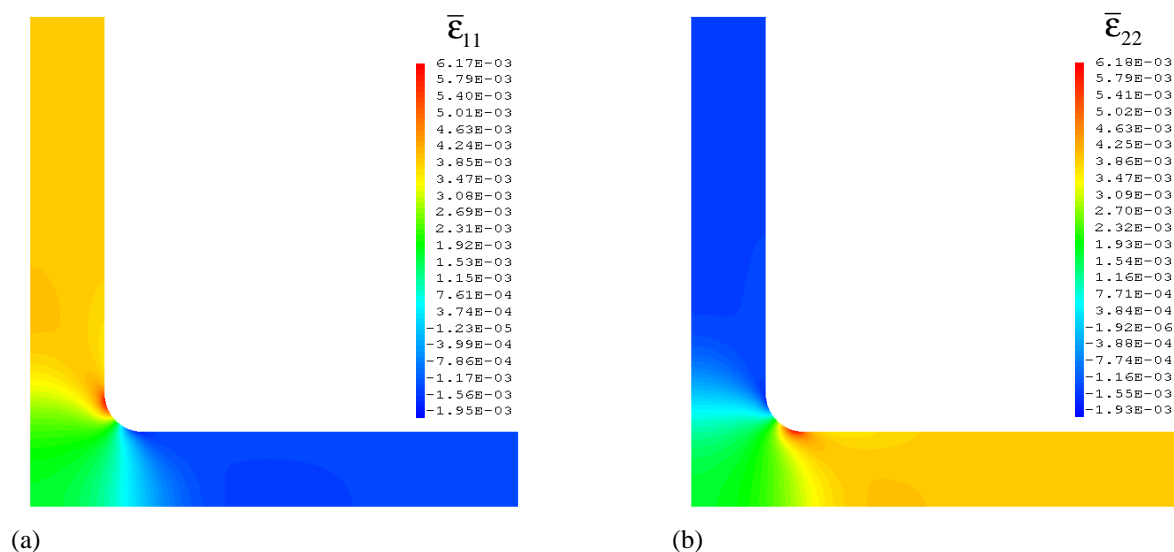 ε̅11
6.17E-03
5.79E-03
5.40E-03
5.01E-03
4.63E-03
4.24E-03
3.85E-03
3.47E-03
3.08E-03
2.69E-03
2.31E-03
1.92E-03
1.53E-03
1.15E-03
7.61E-04
3.74E-04
-1.23E-05
-3.99E-04
-7.86E-04
-1.17E-03
-1.56E-03
-1.95E-03
(a)
ε̅22
6.18E-03
5.79E-03
5.41E-03
5.02E-03
4.63E-03
4.25E-03
3.86E-03
3.47E-03
3.09E-03
2.70E-03
2.32E-03
1.93E-03
1.54E-03
1.16E-03
7.71E-04
3.84E-04
-1.92E-06
-3.88E-04
-7.74E-04
-1.16E-03
-1.55E-03
-1.93E-03
(b)